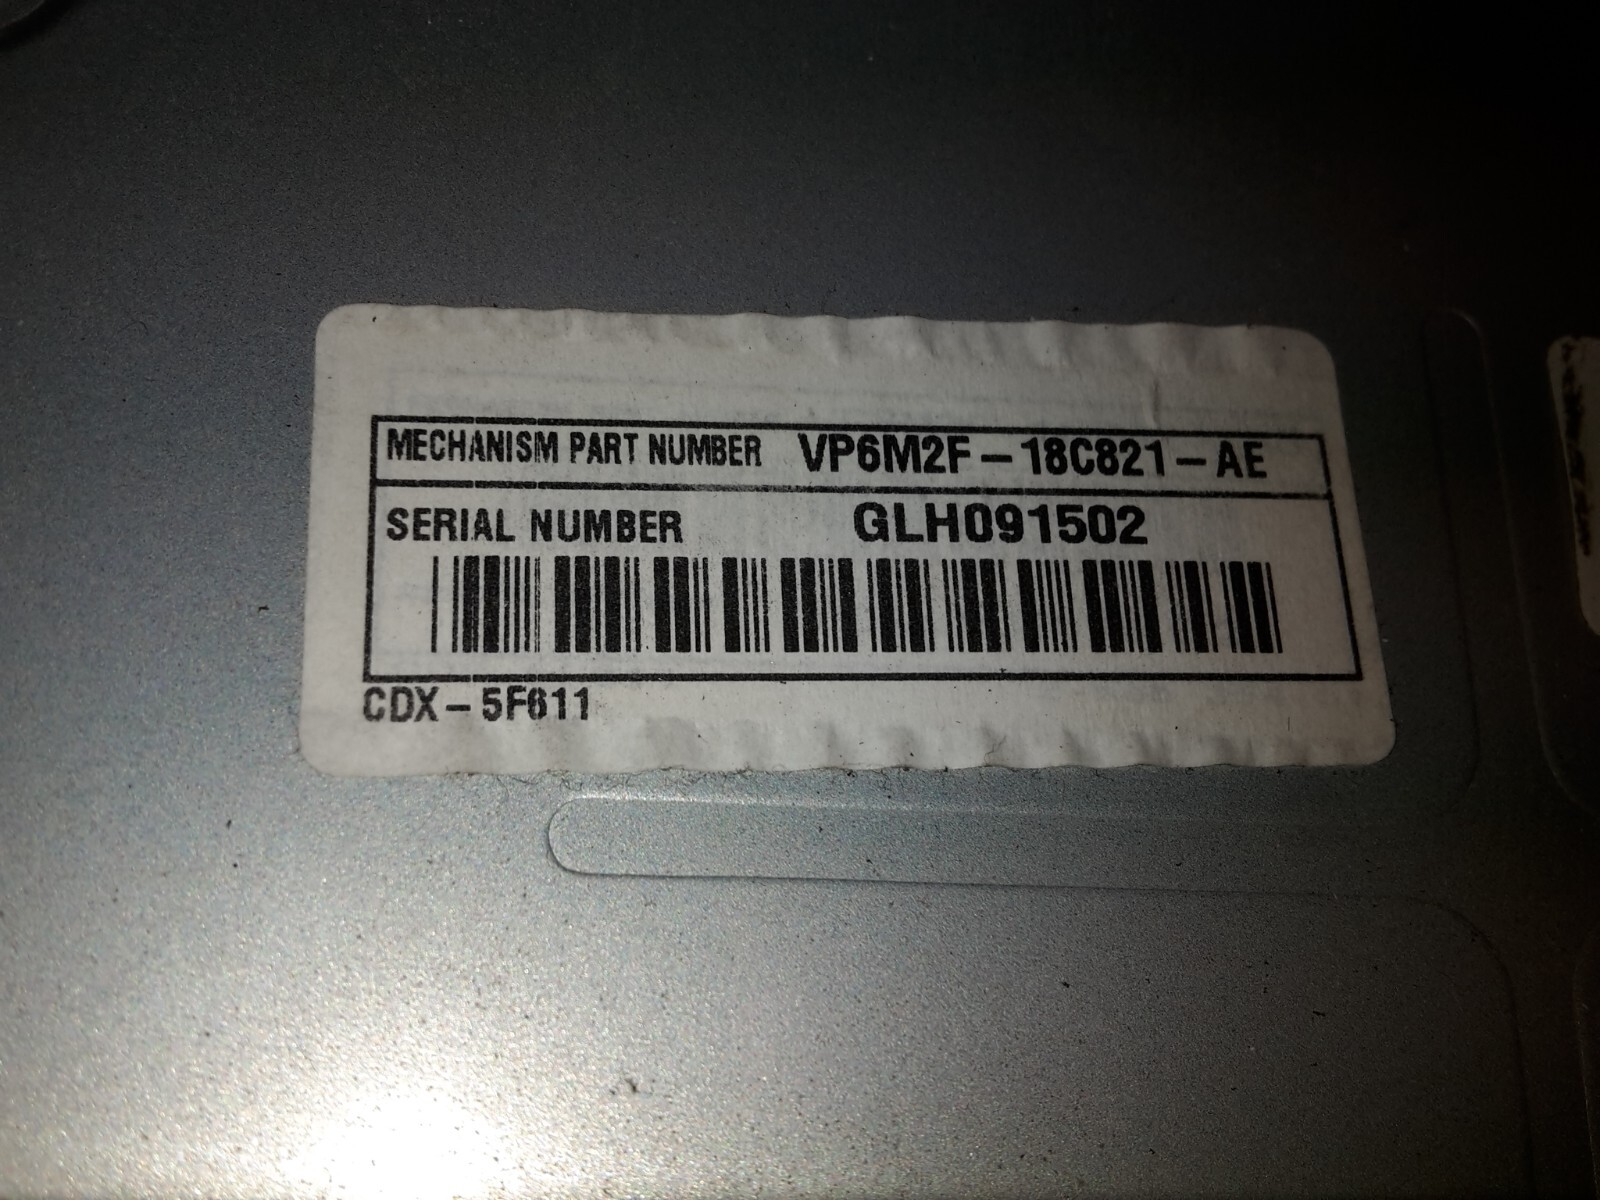 MECHANISM PART NUMBER VP6M2F-18C821-AE
SERIAL NUMBER GLH091502
CDX-5F611